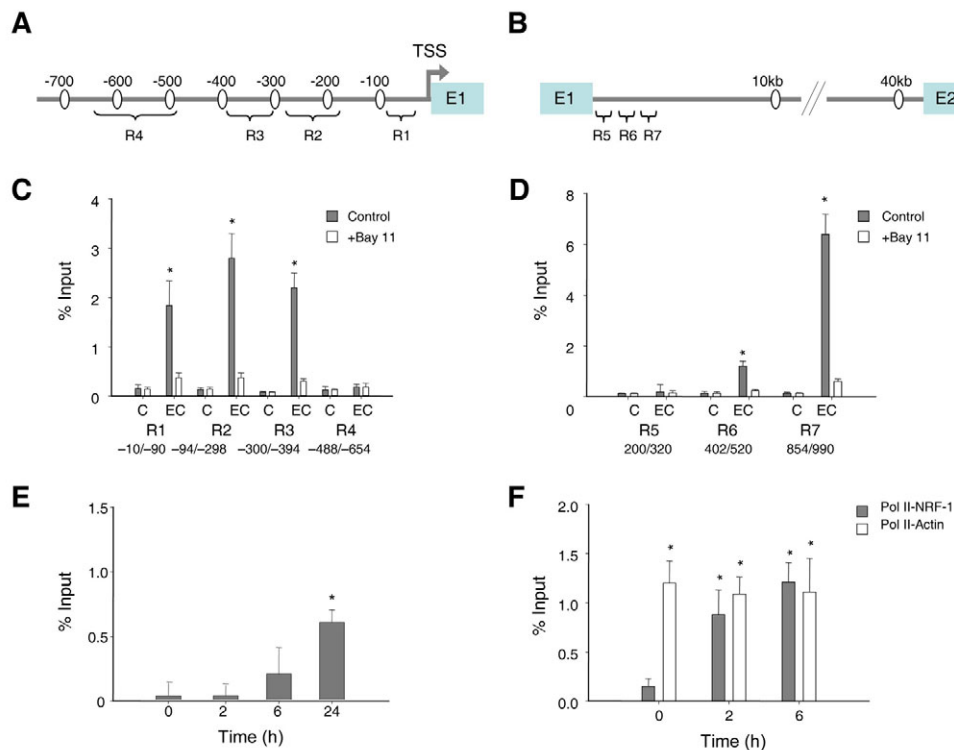 A
TSS
-700 -600 -500 -400 -300 -200 -100
E1
R4 R3 R2 R1
B
10kb 40kb
E1 E2
R5 R6 R7
C
4
3
2
1
0
% Input
Control
+Bay 11
* * *
C EC C EC C EC C EC
R1 R2 R3 R4
–10/–90 –94/–298 –300/–394 –488/–654
D
8
6
4
2
0
% Input
Control
+Bay 11
* *
C EC C EC C EC
R5 R6 R7
200/320 402/520 854/990
E
1.5
1.0
0.5
0
% Input
*
0 2 6 24
Time (h)
F
2.0
1.5
1.0
0.5
0.0
% Input
Pol II-NRF-1
Pol II-Actin
* * * * *
0 2 6
Time (h)